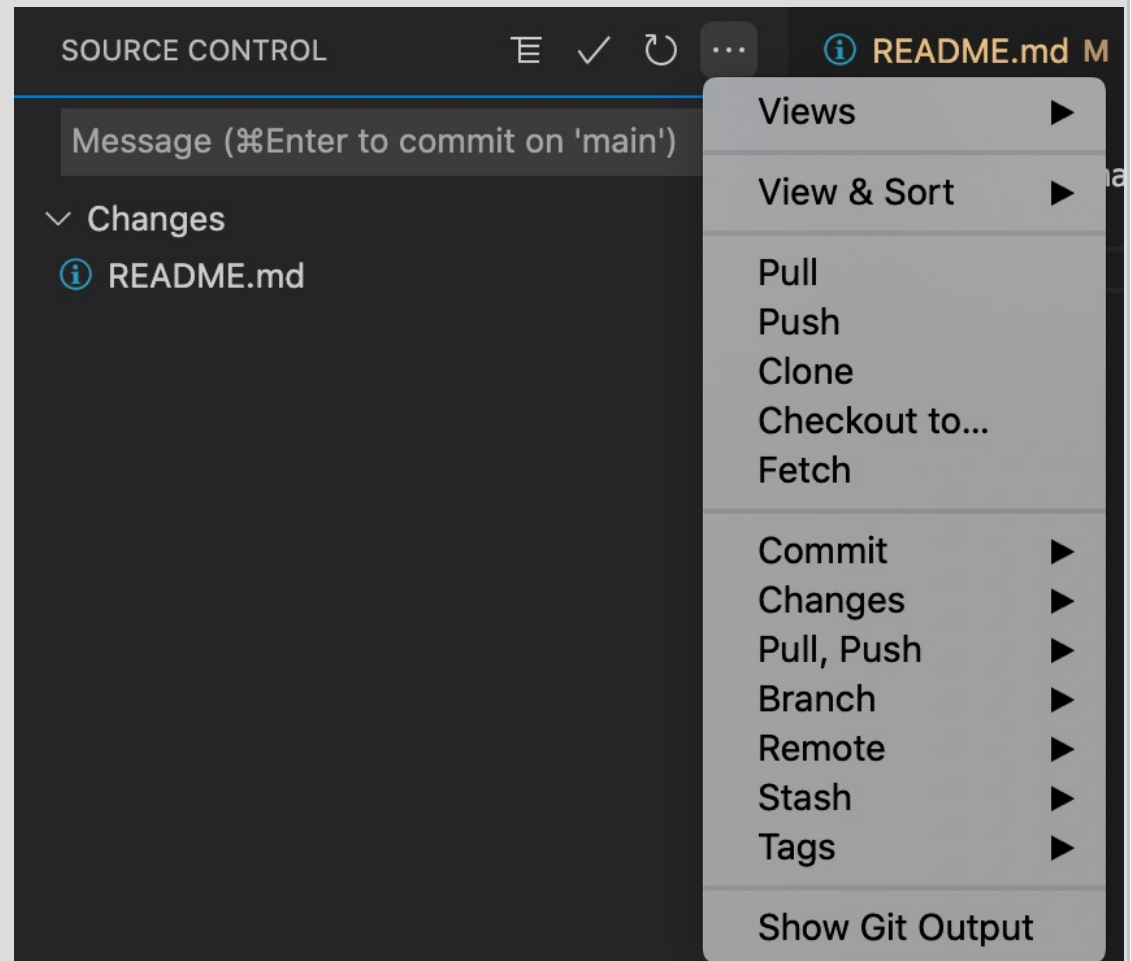 SOURCE CONTROL
README.md M
Message (⌘Enter to commit on 'main')
Changes
README.md
Views
View & Sort
Pull
Push
Clone
Checkout to...
Fetch
Commit
Changes
Pull, Push
Branch
Remote
Stash
Tags
Show Git Output